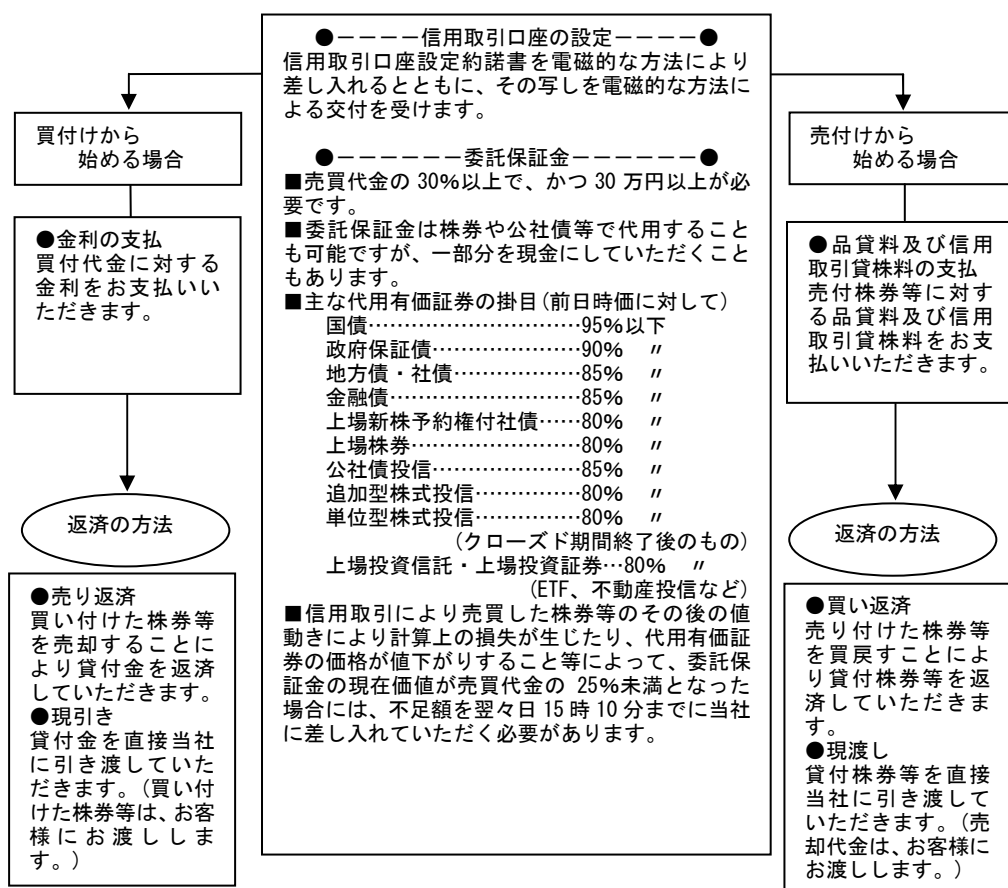 ●－－－－信用取引口座の設定－－－－●
信用取引口座設定約諾書を電磁的な方法により
差し入れるとともに、その写しを電磁的な方法に
よる交付を受けます。
●－－－－－－委託保証金－－－－－－●
■売買代金の 30%以上で、かつ 30 万円以上が必
要です。
■委託保証金は株券や公社債等で代用すること
も可能ですが、一部分を現金にしていただくこと
もあります。
■主な代用有価証券の掛目(前日時価に対して)
国債…………………………95%以下
政府保証債…………………90% 〃
地方債・社債………………85% 〃
金融債………………………85% 〃
上場新株予約権付社債……80% 〃
上場株券……………………80% 〃
公社債投信…………………85% 〃
追加型株式投信……………80% 〃
単位型株式投信……………80% 〃
(クローズド期間終了後のもの)
上場投資信託・上場投資証券…80% 〃
(ETF、不動産投信など)
■信用取引により売買した株券等のその後の値
動きにより計算上の損失が生じたり、代用有価証
券の価格が値下がりすること等によって、委託保
証金の現在価値が売買代金の 25%未満となった
場合には、不足額を翌々日 15 時 10 分までに当社
に差し入れていただく必要があります。
買付けから
始める場合
●金利の支払
買付代金に対する
金利をお支払いい
ただきます。
返済の方法
●売り返済
買い付けた株券等
を売却することに
より貸付金を返済
していただきます。
●現引き
貸付金を直接当社
に引き渡していた
だきます。(買い付
けた株券等は、お客
様にお渡ししま
す。)
売付けから
始める場合
●品貸料及び信用
取引貸株料の支払
売付株券等に対す
る品貸料及び信用
取引貸株料をお支
払いいただきます。
返済の方法
●買い返済
売り付けた株券等
を買戻すことによ
り貸付株券等を返
済していただきま
す。
●現渡し
貸付株券等を直接
当社に引き渡して
いただきます。(売
却代金は、お客様に
お渡しします。)